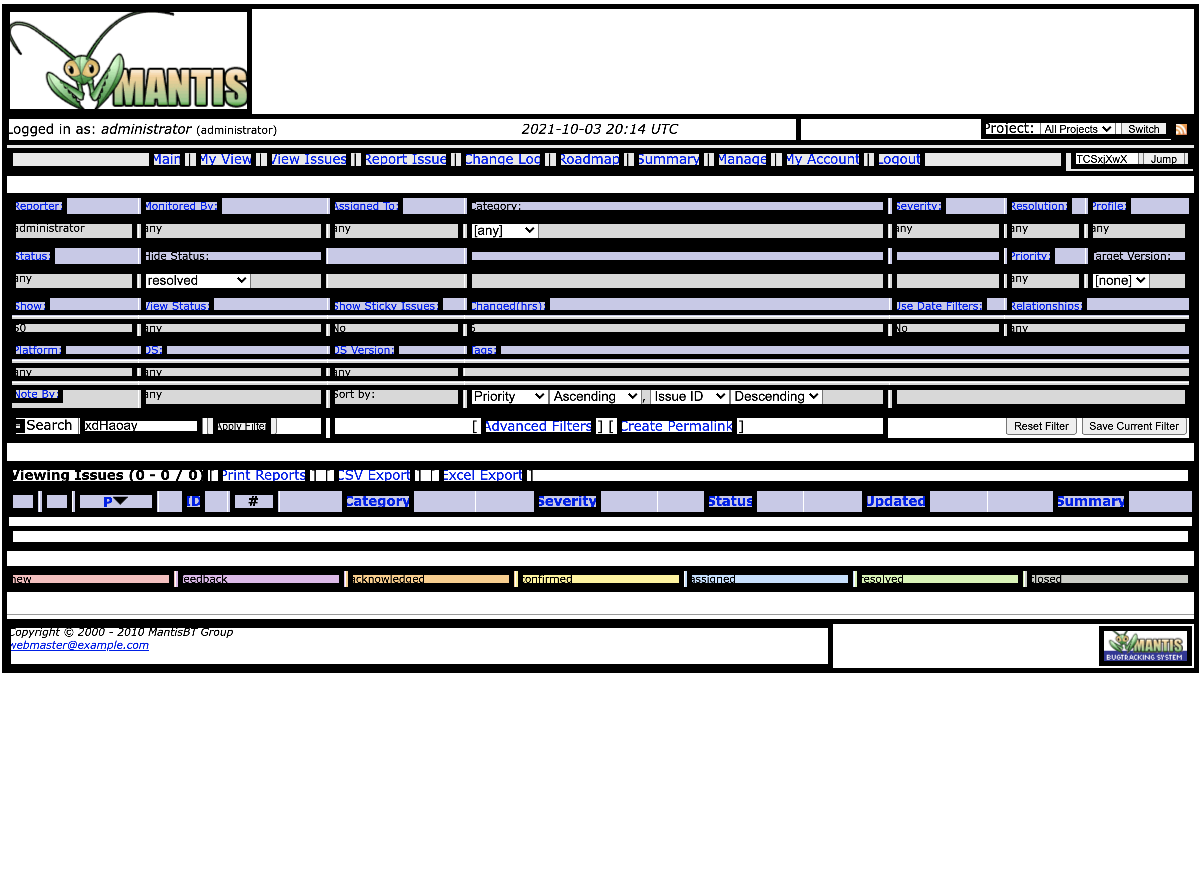 MANTIS
Logged in as: administrator (administrator) 2021-10-03 20:14 UTC Project: All Projects Switch
Main | My View | View Issues | Report Issue | Change Log | Roadmap | Summary | Manage | My Account | Logout TCSxjXwX Jump
Reporter: Monitored By: Assigned To: Category: Severity: Resolution: Profile:
administrator any any [any] any any any
Status: Hide Status: Priority: Target Version:
any resolved any [none]
Show: View Status: Show Sticky Issues: Changed(hrs): Use Date Filters: Relationships:
50 any No 6 No any
Platform: OS: OS Version: Tags:
any any any
Note By: any Sort by: Priority Ascending , Issue ID Descending
Search xdHaoay Apply Filter [ Advanced Filters ] [ Create Permalink ] Reset Filter Save Current Filter
Viewing Issues (0 - 0 / 0) [ Print Reports ] [ CSV Export ] [ Excel Export ]
P ID # Category Severity Status Updated Summary
new feedback acknowledged confirmed assigned resolved closed
Copyright © 2000 - 2010 MantisBT Group
webmaster@example.com
MANTIS
BUGTRACKING SYSTEM